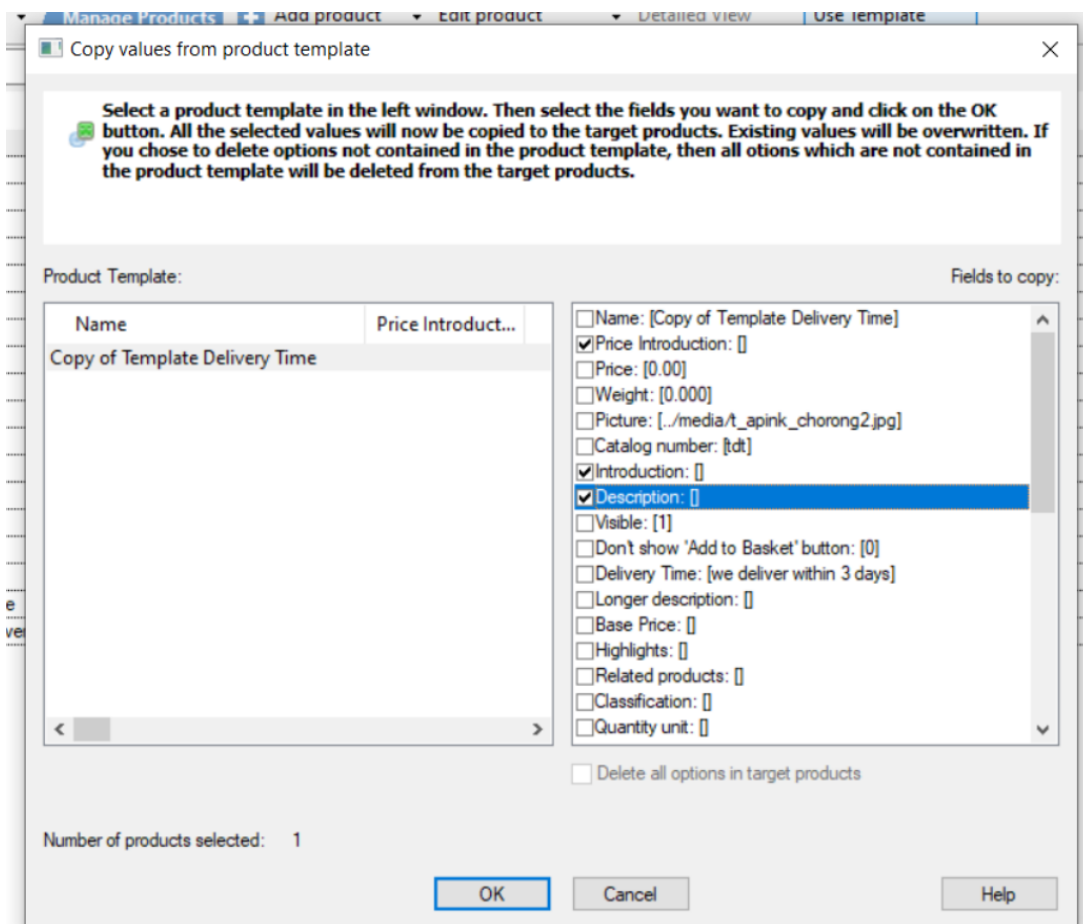 Manage Products
Add product
Edit product
Detailed View
Use Template
Copy values from product template
Select a product template in the left window. Then select the fields you want to copy and click on the OK
button. All the selected values will now be copied to the target products. Existing values will be overwritten. If
you chose to delete options not contained in the product template, then all otions which are not contained in
the product template will be deleted from the target products.
Product Template:
Fields to copy:
Name
Price Introduct...
Copy of Template Delivery Time
Name: [Copy of Template Delivery Time]
Price Introduction: []
Price: [0.00]
Weight: [0.000]
Picture: [../media/t_apink_chorong2.jpg]
Catalog number: [tdt]
Introduction: []
Description: []
Visible: [1]
Don't show 'Add to Basket' button: [0]
Delivery Time: [we deliver within 3 days]
Longer description: []
Base Price: []
Highlights: []
Related products: []
Classification: []
Quantity unit: []
Delete all options in target products
Number of products selected: 1
OK
Cancel
Help